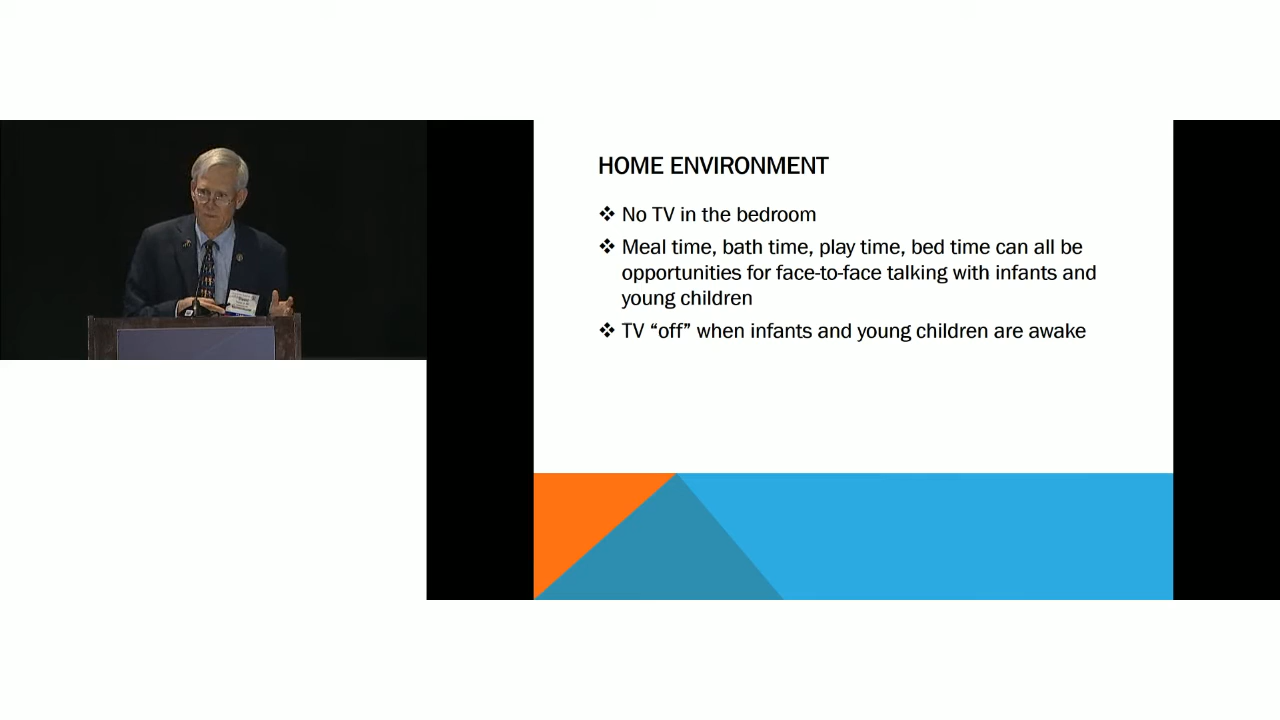 HOME ENVIRONMENT
❖ No TV in the bedroom
❖ Meal time, bath time, play time, bed time can all be
opportunities for face-to-face talking with infants and
young children
❖ TV “off” when infants and young children are awake